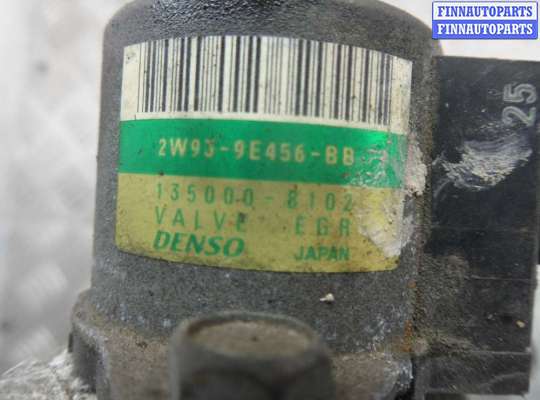 FINNAUTOPARTS
FINNAUTOPARTS
25
2W93-9E456-BB
135000-8102
VALVE EGR
DENSO JAPAN